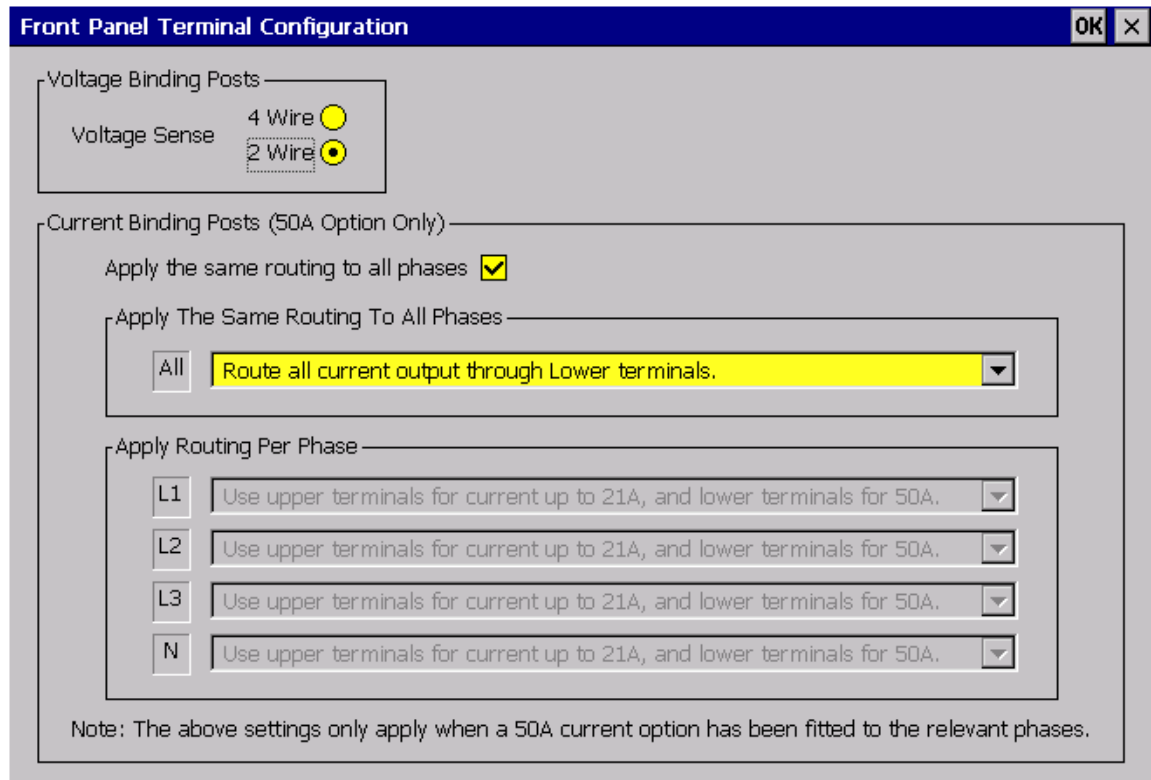 Front Panel Terminal Configuration OK ×
Voltage Binding Posts
Voltage Sense
4 Wire
2 Wire
Current Binding Posts (50A Option Only)
Apply the same routing to all phases
Apply The Same Routing To All Phases
All Route all current output through Lower terminals.
Apply Routing Per Phase
L1 Use upper terminals for current up to 21A, and lower terminals for 50A.
L2 Use upper terminals for current up to 21A, and lower terminals for 50A.
L3 Use upper terminals for current up to 21A, and lower terminals for 50A.
N Use upper terminals for current up to 21A, and lower terminals for 50A.
Note: The above settings only apply when a 50A current option has been fitted to the relevant phases.